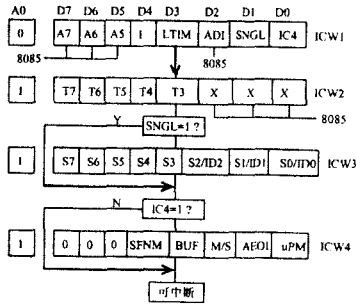 A0 D7 D6 D5 D4 D3 D2 D1 D0
0 A7 A6 A5 1 LTIM ADI SNGL IC4 ICW1
8085 8085
1 T7 T6 T5 T4 T3 X X X ICW2
8085
Y SNGL=1?
1 S7 S6 S5 S4 S3 S2/ID2 S1/ID1 S0/ID0 ICW3
N IC4=1?
1 0 0 0 SFNM BUF M/S AEOI uPM ICW4
可中断